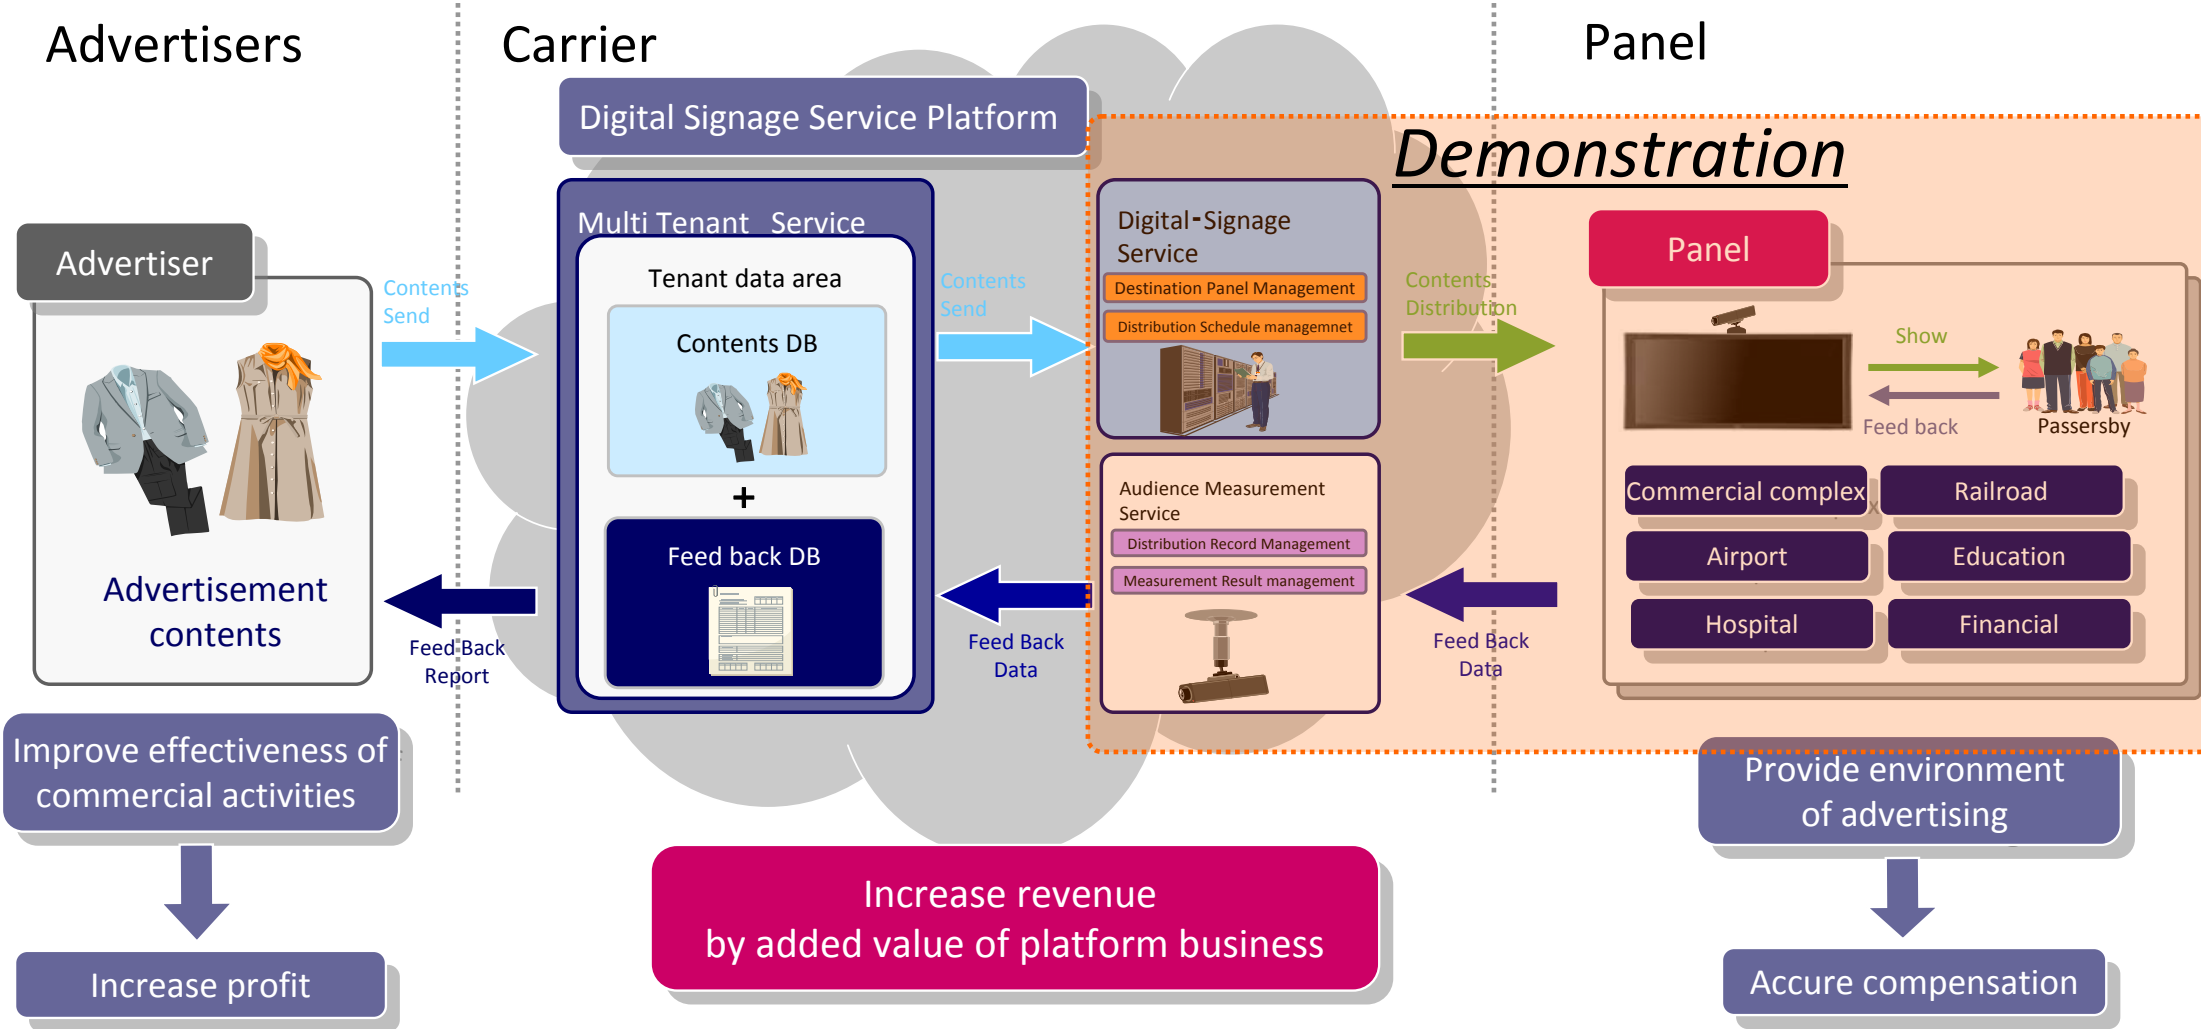 Advertisers
Carrier
Panel
Digital Signage Service Platform
Demonstration
Advertiser
Contents
Send
Advertisement
contents
Feed Back
Report
Multi Tenant Service
Tenant data area
Contents DB
+
Feed back DB
Contents
Send
Feed Back
Data
Digital-Signage
Service
Destination Panel Management
Distribution Schedule managemnet
Audience Measurement
Service
Distribution Record Management
Measurement Result management
Contents
Distribution
Feed Back
Data
Panel
Show
Feed back
Passersby
Commercial complex
Railroad
Airport
Education
Hospital
Financial
Improve effectiveness of
commercial activities
Increase profit
Increase revenue
by added value of platform business
Provide environment
of advertising
Accure compensation